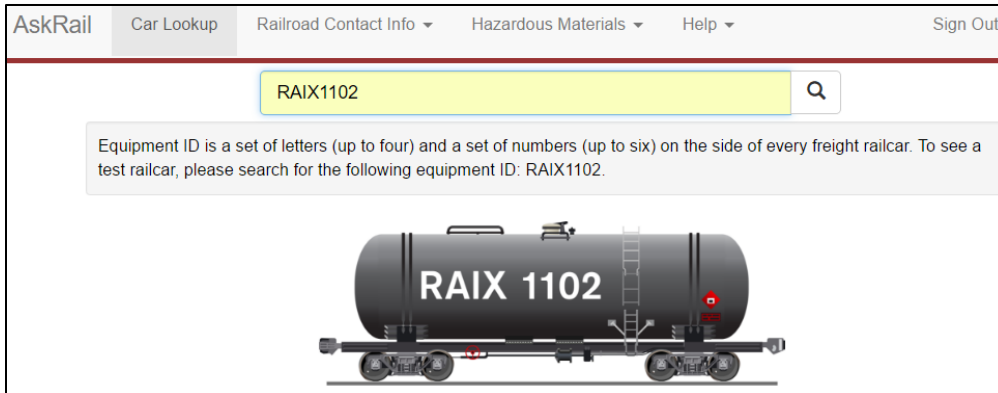 AskRail Car Lookup Railroad Contact Info Hazardous Materials Help Sign Out
RAIX1102
Equipment ID is a set of letters (up to four) and a set of numbers (up to six) on the side of every freight railcar. To see a
test railcar, please search for the following equipment ID: RAIX1102.
RAIX 1102